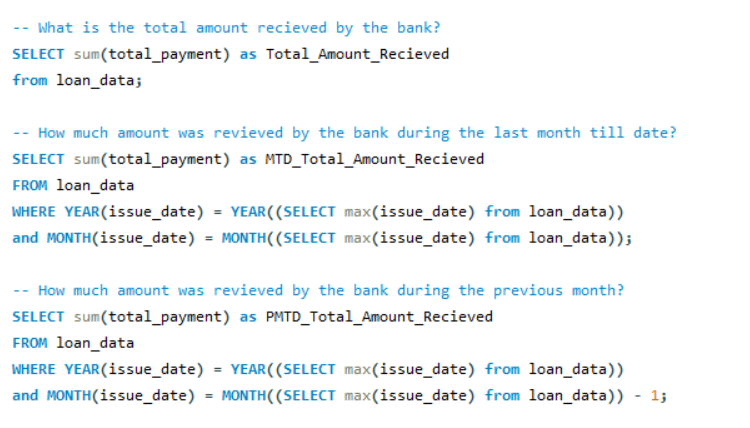 -- What is the total amount recieved by the bank?
SELECT sum(total_payment) as Total_Amount_Recieved
from loan_data;
-- How much amount was revieved by the bank during the last month till date?
SELECT sum(total_payment) as MTD_Total_Amount_Recieved
FROM loan_data
WHERE YEAR(issue_date) = YEAR((SELECT max(issue_date) from loan_data))
and MONTH(issue_date) = MONTH((SELECT max(issue_date) from loan_data));
-- How much amount was revieved by the bank during the previous month?
SELECT sum(total_payment) as PMTD_Total_Amount_Recieved
FROM loan_data
WHERE YEAR(issue_date) = YEAR((SELECT max(issue_date) from loan_data))
and MONTH(issue_date) = MONTH((SELECT max(issue_date) from loan_data)) - 1;